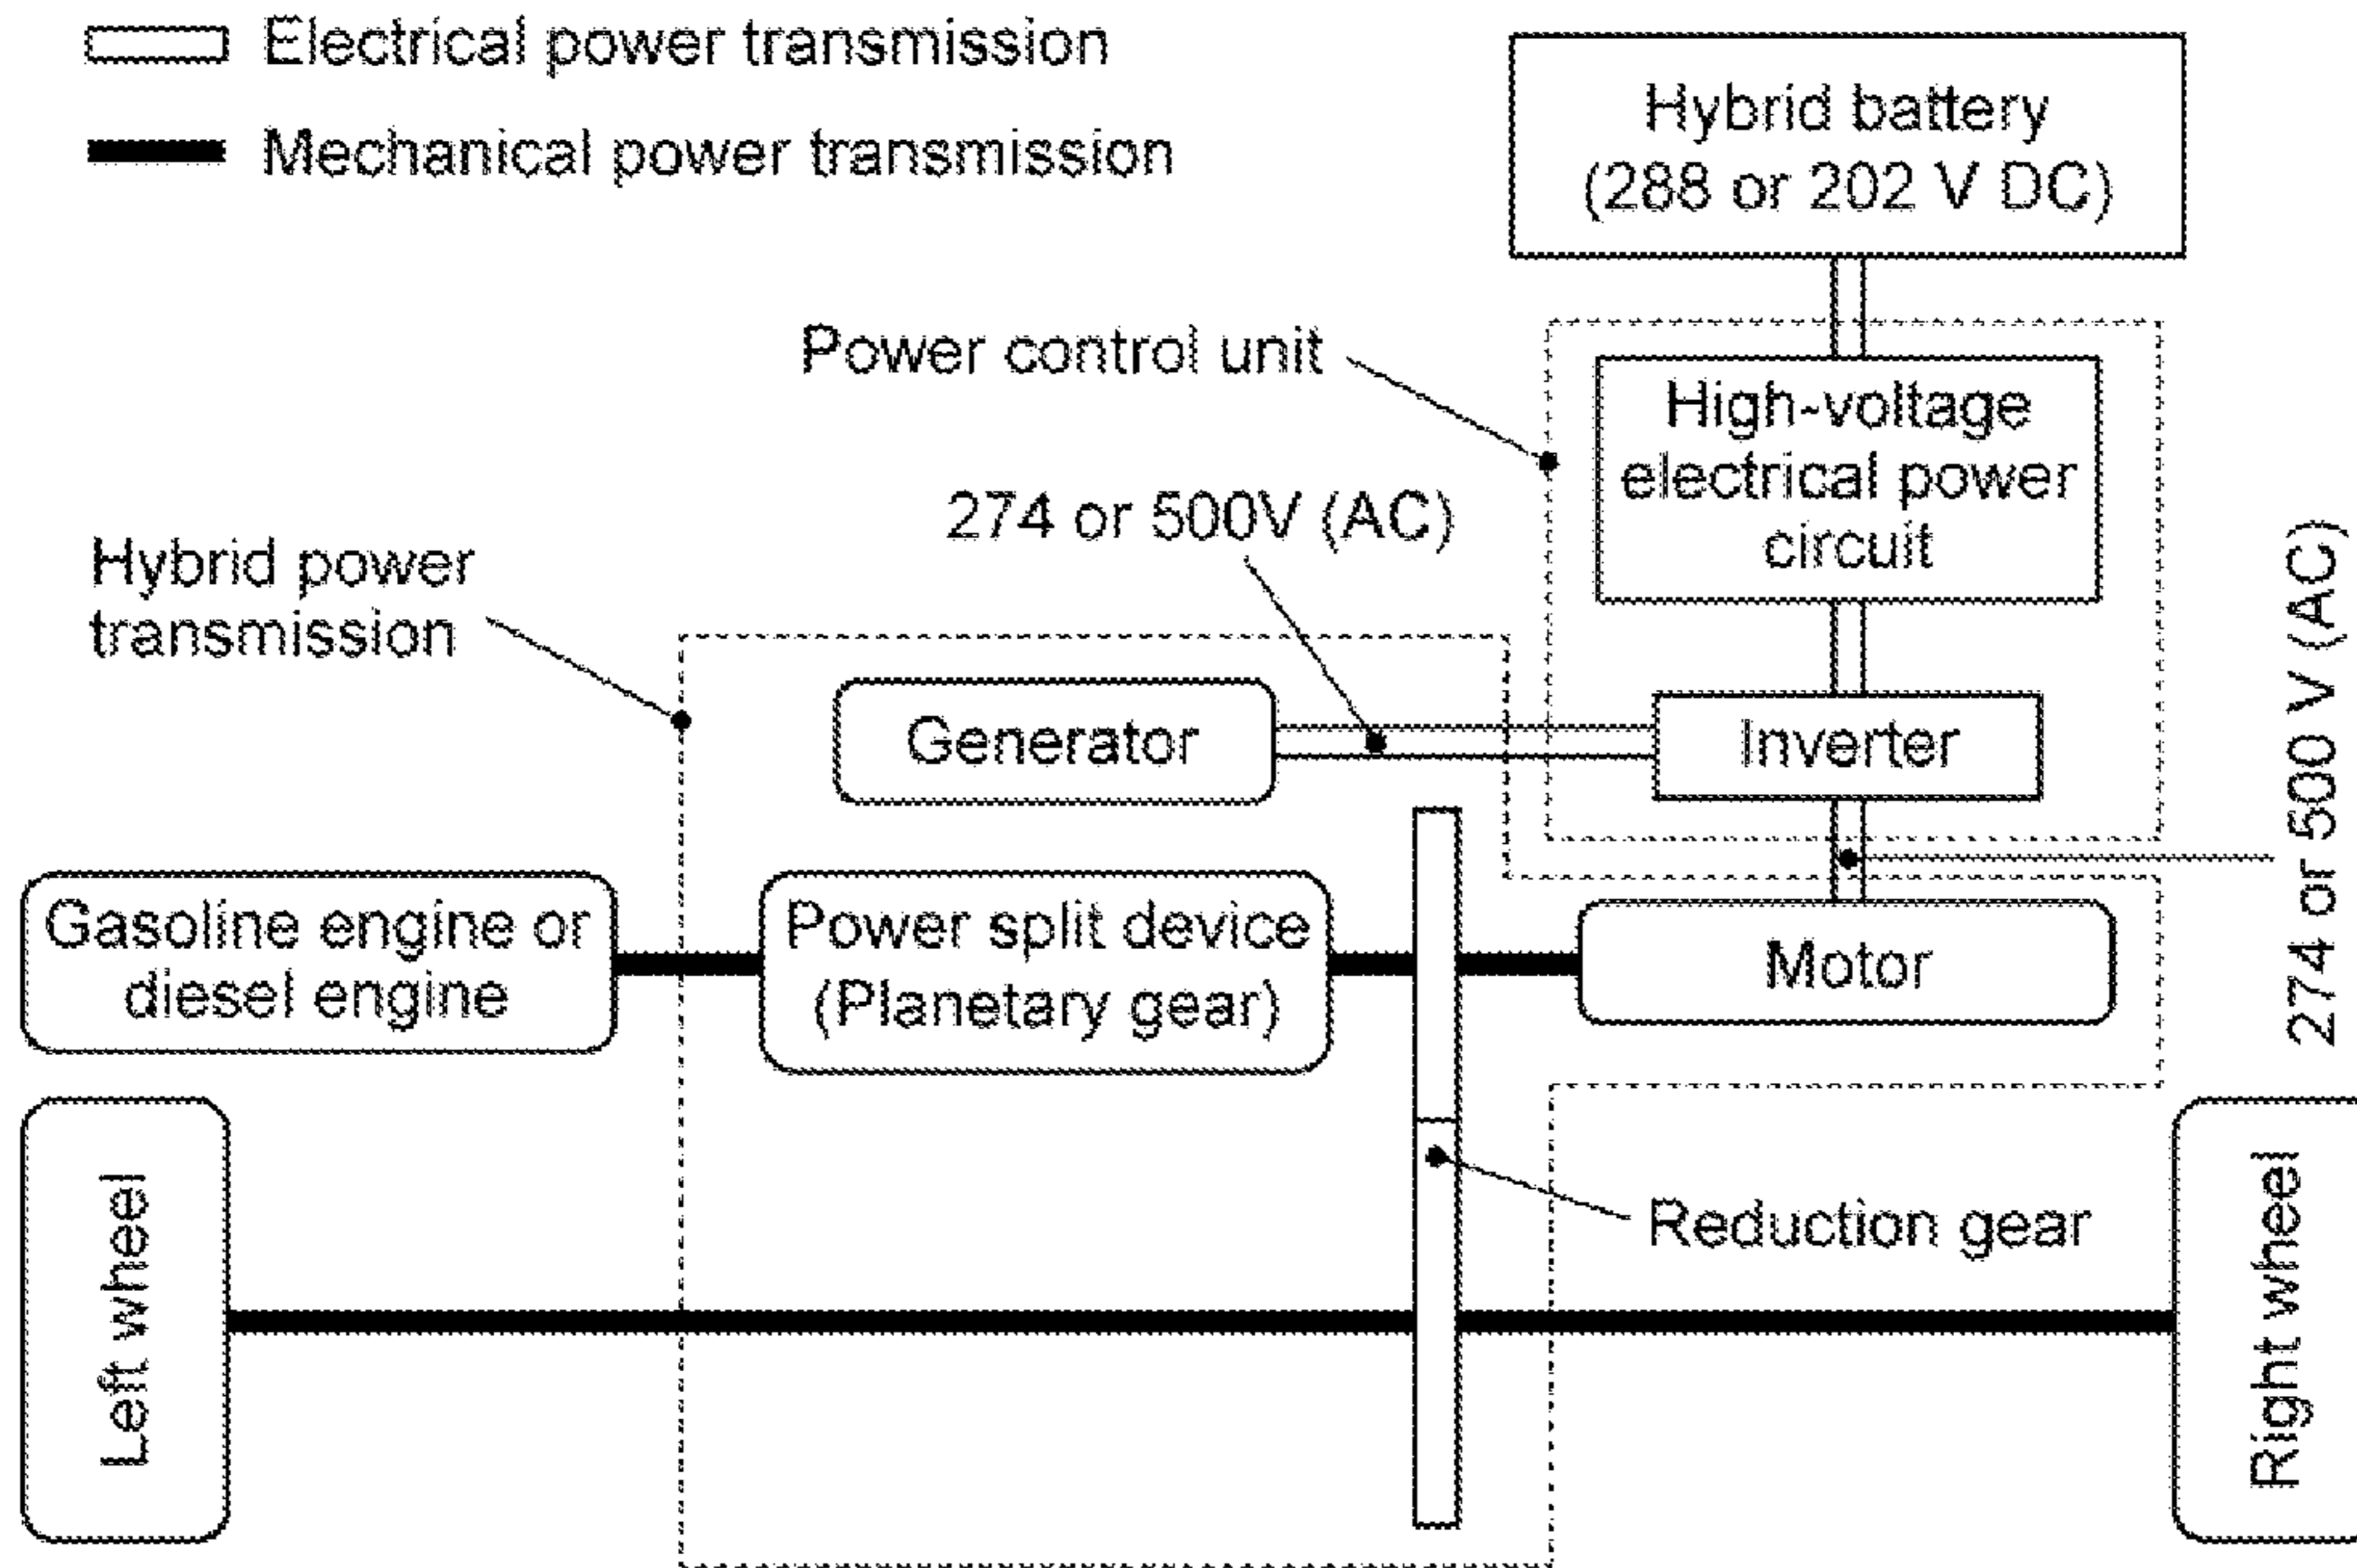 Electrical power transmission
Mechanical power transmission
Hybrid battery
(288 or 202 V DC)
Power control unit
High-voltage
electrical power
circuit
274 or 500V (AC)
Hybrid power
transmission
Generator
Inverter
274 or 500 V (AC)
Gasoline engine or
diesel engine
Power split device
(Planetary gear)
Motor
Left wheel
Reduction gear
Right wheel